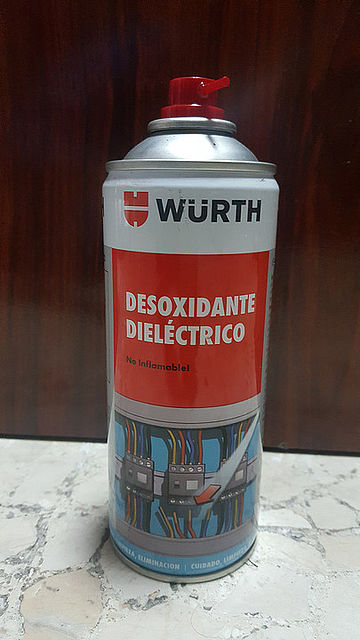 WÜRTH
DESOXIDANTE
DIELÉCTRICO
No Inflamable!
ELIMINACION | CUIDADO,